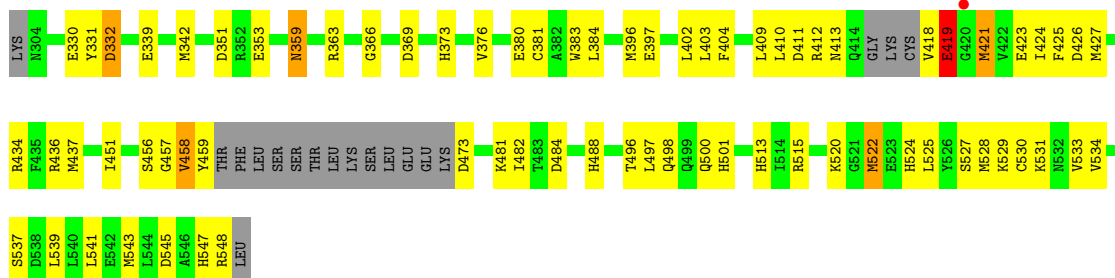 LYS N304 E330 Y331 D332 E339 M342 D351 R352 E353 N359 R363 G366 D369 H373 V376 E380 C381 A382 W383 L384 M396 E397 L402 L403 F404 L409 L410 D411 R412 N413 Q414 GLY LYS CYS V418 E419 G420 M421 V422 E423 I424 F425 D426 M427
R434 F435 R436 M437 I451 S456 G457 V458 Y459 THR PHE LEU SER SER THR LEU LYS SER LEU GLU GLU LYS D473 K481 I482 T483 D484 H488 T496 L497 Q498 Q499 Q500 H501 H513 I514 R515 K520 G521 M522 E523 H524 L525 Y526 S527 M528 K529 C530 K531 N532 V533 V534
S537 D538 L539 L540 L541 E542 M543 L544 D545 A546 H547 R548 LEU